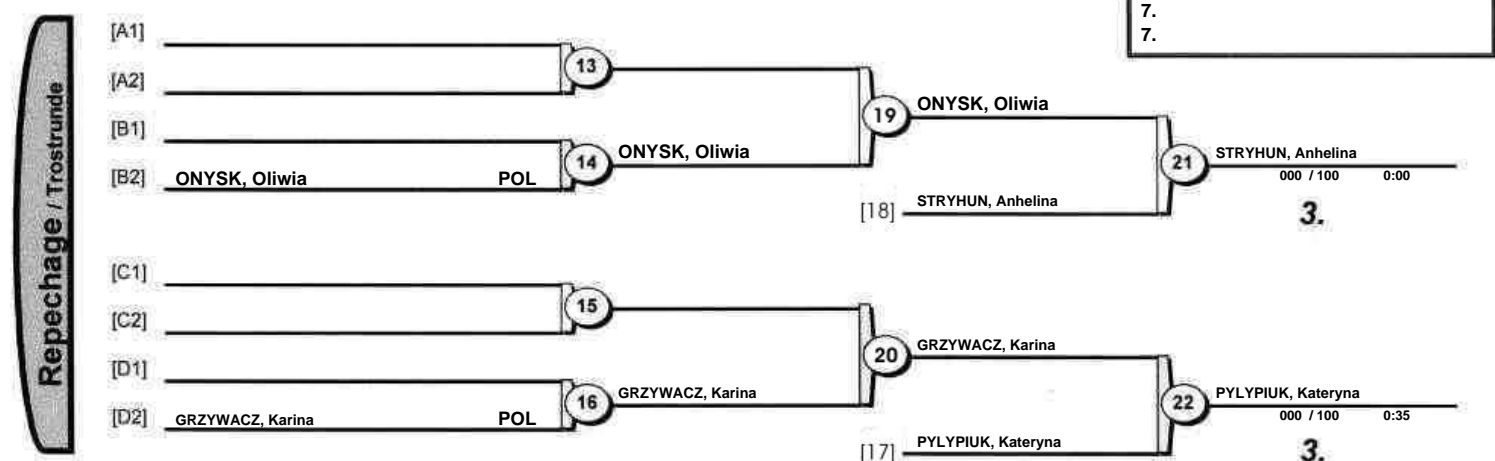 7.
7.
Repechage / Trostrunde
[A1]
13
[A2]
19
ONYSK, Oliwia
[B1]
14
ONYSK, Oliwia
[B2]
ONYSK, Oliwia
POL
21
STRYHUN, Anhelina
000 / 100
0:00
[18]
STRYHUN, Anhelina
3.
[C1]
15
[C2]
20
GRZYWACZ, Karina
[D1]
16
GRZYWACZ, Karina
[D2]
GRZYWACZ, Karina
POL
22
PYLYPIUK, Kateryna
000 / 100
0:35
[17]
PYLYPIUK, Kateryna
3.